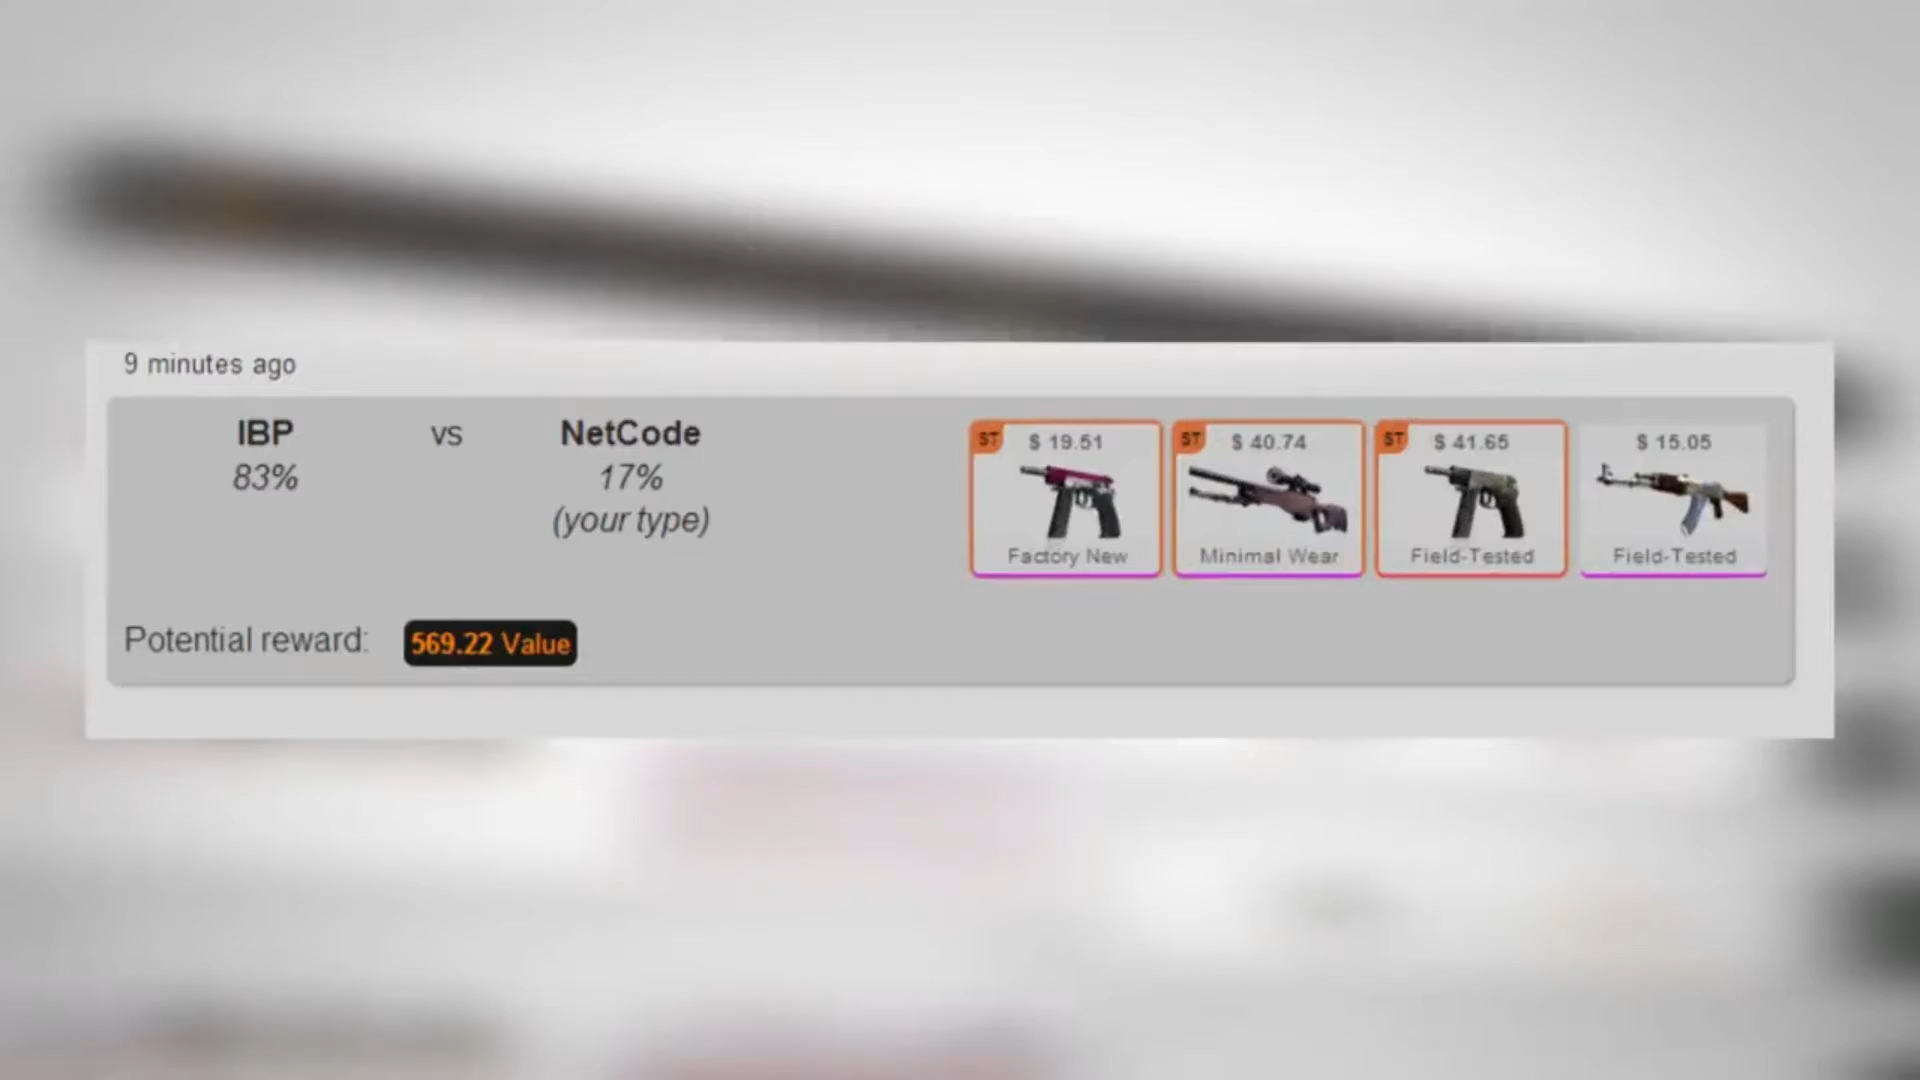 9 minutes ago
IBP vs NetCode
83% 17%
(your type)
ST $ 19.51 ST $ 40.74 ST $ 41.65 $ 15.05
Factory New Minimal Wear Field-Tested Field-Tested
Potential reward: 569.22 Value